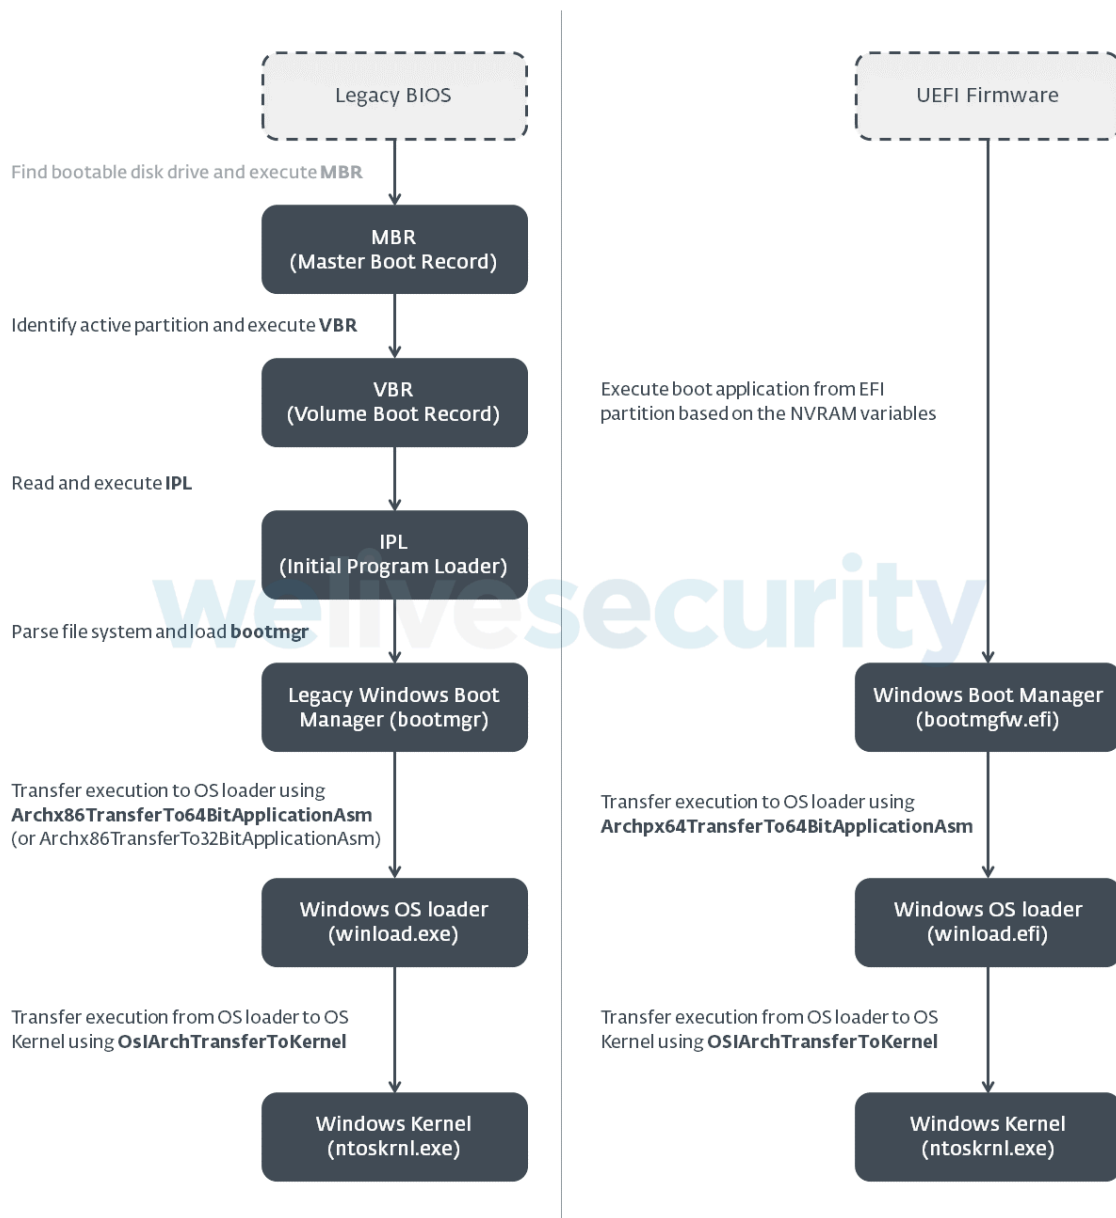 Legacy BIOS
Find bootable disk drive and execute MBR
MBR
(Master Boot Record)
Identify active partition and execute VBR
VBR
(Volume Boot Record)
Read and execute IPL
IPL
(Initial Program Loader)
Parse file system and load bootmgr
Legacy Windows Boot
Manager (bootmgr)
Transfer execution to OS loader using
Archx86TransferTo64BitApplicationAsm
(or Archx86TransferTo32BitApplicationAsm)
Windows OS loader
(winload.exe)
Transfer execution from OS loader to OS
Kernel using OslArchTransferToKernel
Windows Kernel
(ntoskrnl.exe)
UEFI Firmware
Execute boot application from EFI
partition based on the NVRAM variables
Windows Boot Manager
(bootmgfw.efi)
Transfer execution to OS loader using
Archpx64TransferTo64BitApplicationAsm
Windows OS loader
(winload.efi)
Transfer execution from OS loader to OS
Kernel using OSlArchTransferToKernel
Windows Kernel
(ntoskrnl.exe)
welivesecurity